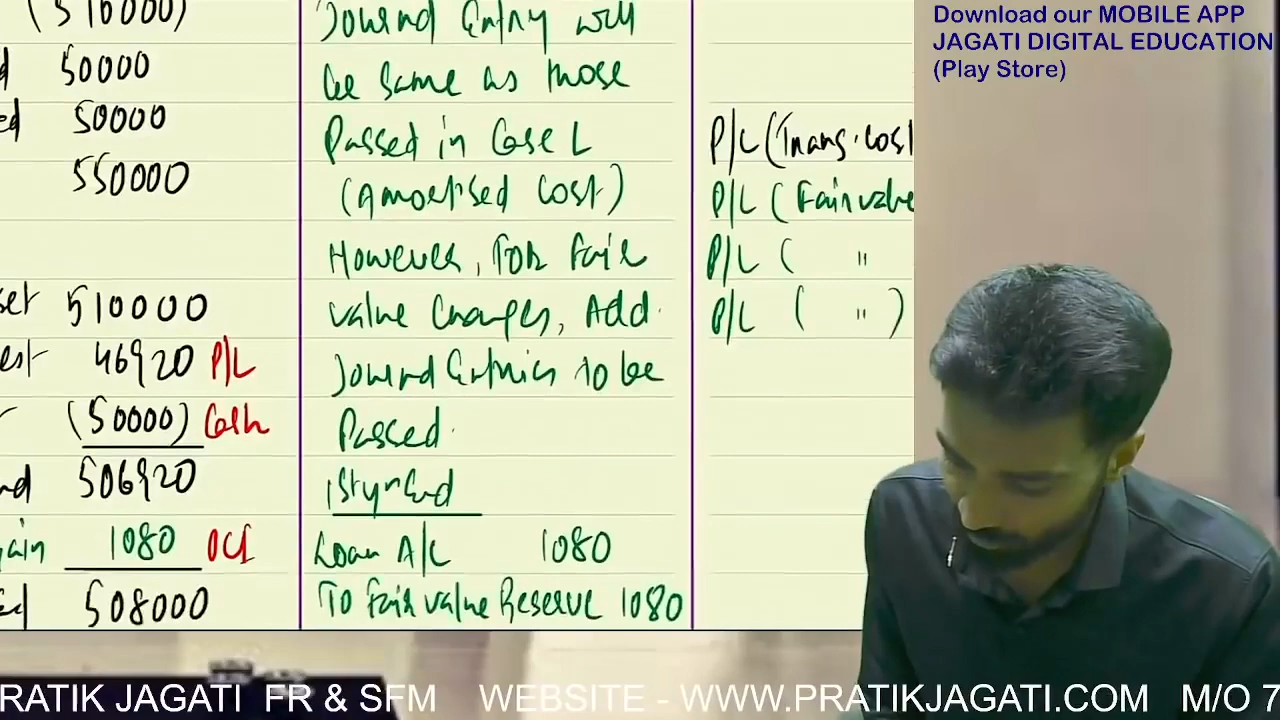 (510000)
50000
50000
550000
510000
46920 P/L
(50000) Cash
506920
1080 OCI
508000
Journal Entry will
be same as those
Passed in Case I
(Amortised Cost)
However, for Fair
value Changes, Add.
Journal Entries to be
Passed.
1st yr End
Loan A/C 1080
To Fair value Reserve 1080
P/L (Trans. Cost
P/L (Fair value
P/L ( "
P/L ( " )
Download our MOBILE APP
JAGATI DIGITAL EDUCATION
(Play Store)
RATIK JAGATI FR & SFM WEBSITE - WWW.PRATIKJAGATI.COM M/O 7